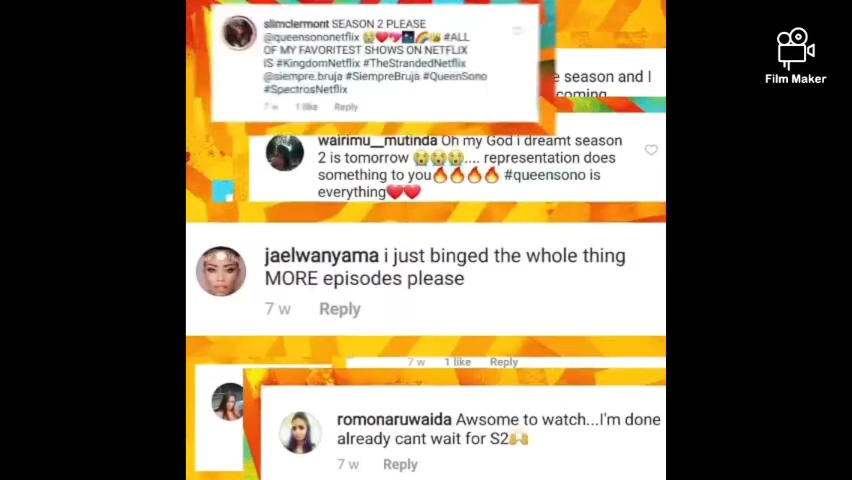 slimclermont SEASON 2 PLEASE
@queensononetflix 😭❤️💖🌌🌈 #ALL
OF MY FAVORITEST SHOWS ON NETFLIX
IS #KingdomNetflix #TheStrandedNetflix
@siempre.bruja #SiempreBruja #QueenSono
#SpectrosNetflix
7 w 1 like Reply
Film Maker
e season and I
coming
wairimu__mutinda Oh my God i dreamt season
2 is tomorrow 😭😭😭.... representation does
something to you🔥🔥🔥🔥 #queensono is
everything❤️❤️
jaelwanyama i just binged the whole thing
MORE episodes please
7 w Reply
7 w 1 like Reply
romonaruwaida Awsome to watch...I'm done
already cant wait for S2🙌
7 w Reply